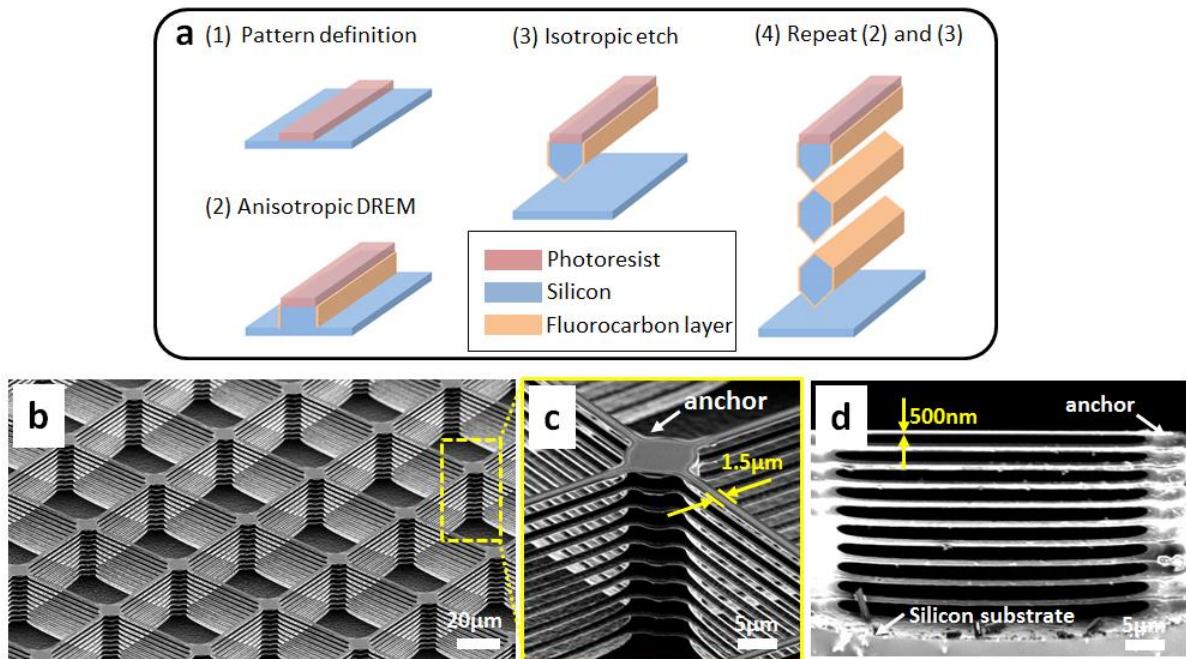 a
(1) Pattern definition
(3) Isotropic etch
(4) Repeat (2) and (3)
(2) Anisotropic DREM
Photoresist
Silicon
Fluorocarbon layer
b
20μm
c
anchor
1.5μm
5μm
d
500nm
anchor
Silicon substrate
5μm